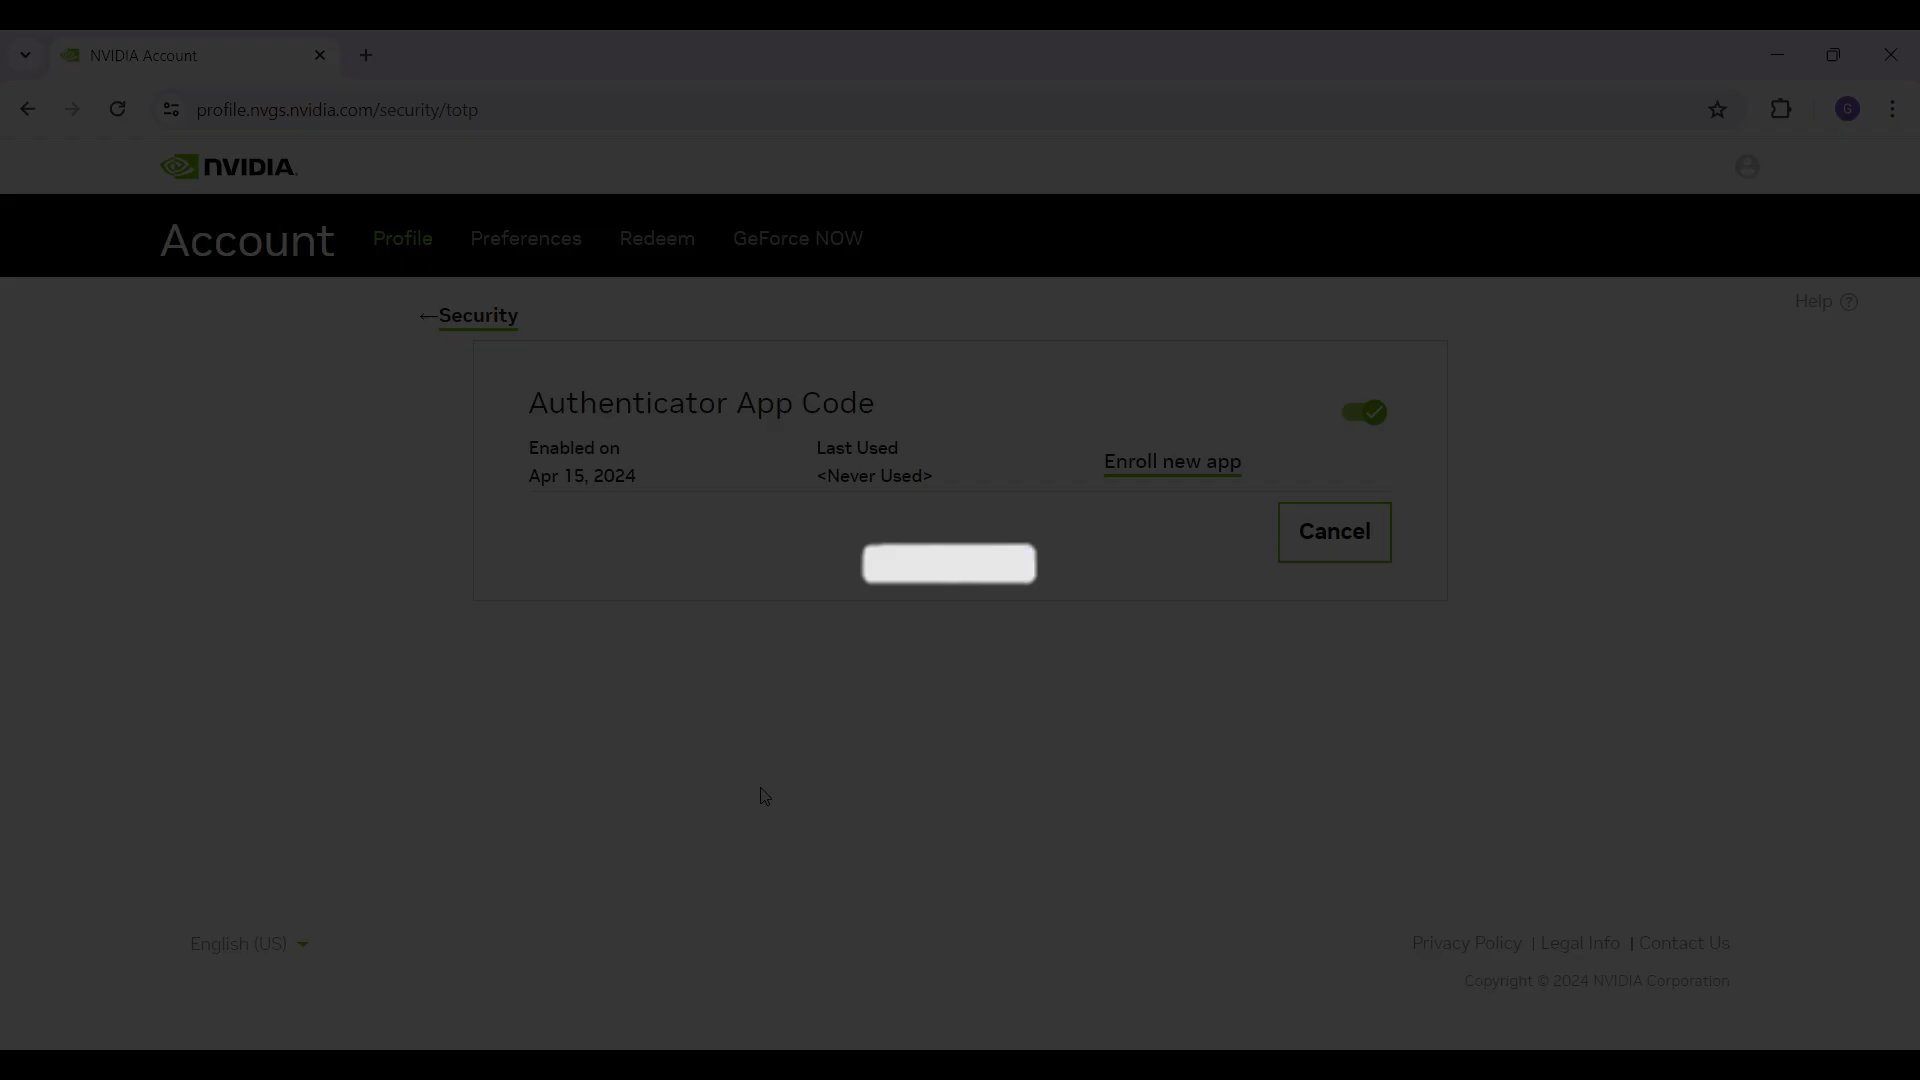 NVIDIA Account
profile.nvgs.nvidia.com/security/totp
G
NVIDIA.
Account Profile Preferences Redeem GeForce NOW
Help ?
←Security
Authenticator App Code
Enabled on Last Used
Enroll new app
Apr 15, 2024 <Never Used>
Cancel
English (US)
Privacy Policy | Legal Info | Contact Us
Copyright © 2024 NVIDIA Corporation